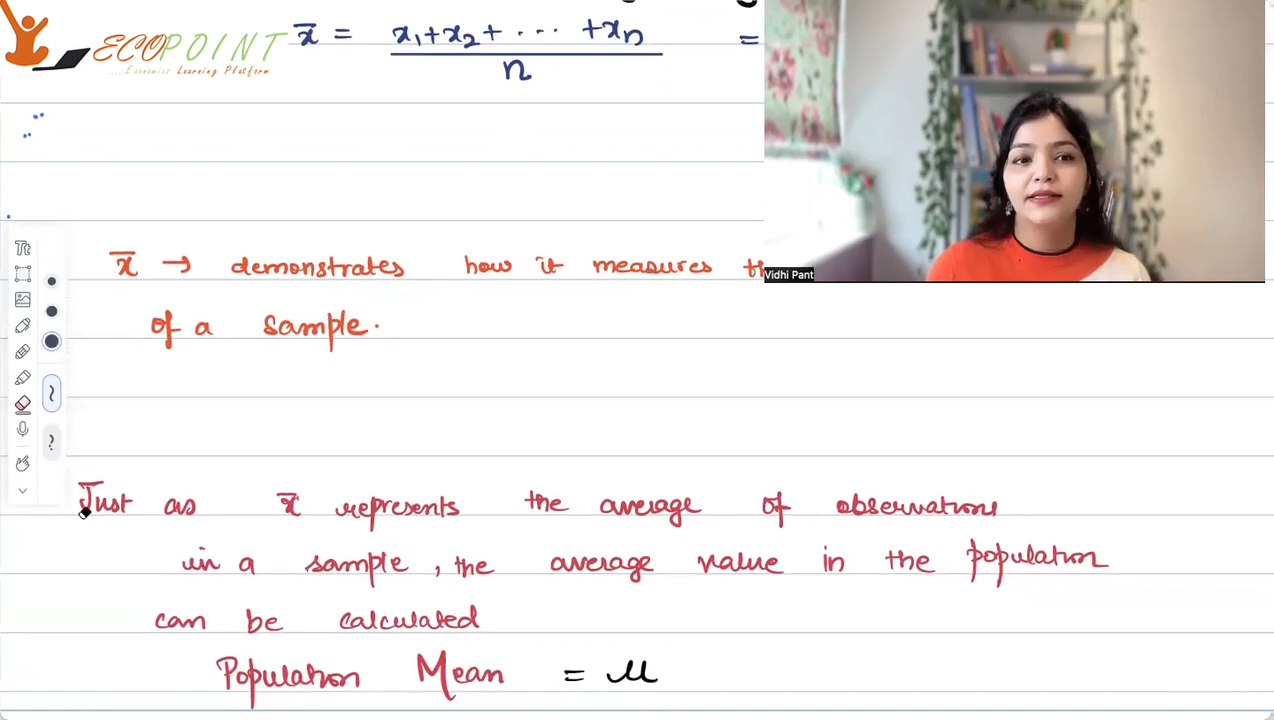 x̄ = x₁+x₂+ ... +xₙ =
n
ECOPOINT
.....Economics Learning Platform
x̄ → demonstrates how it measures
of a sample.
Vidhi Pant
Just as x̄ represents the average of observations
in a sample, the average value in the population
can be calculated
Population Mean = μ
Tt